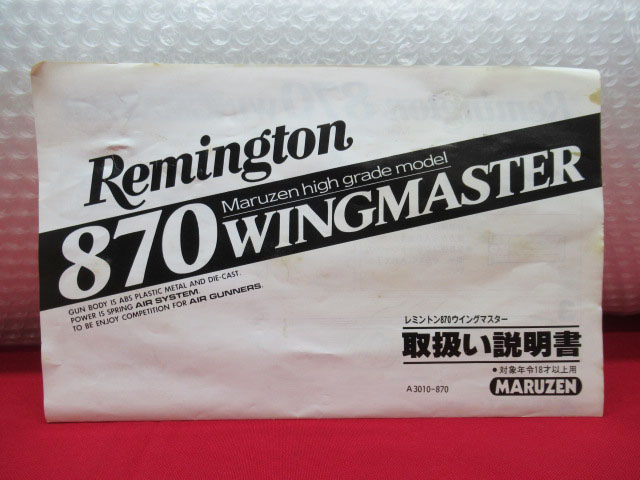 Remington
Maruzen high grade model
870 WINGMASTER
GUN BODY IS ABS PLASTIC METAL AND DIE-CAST.
POWER IS SPRING AIR SYSTEM.
TO BE ENJOY COMPETITION FOR AIR GUNNERS.
レミントン870ウイングマスター
取扱い説明書
●対象年令18才以上用
A3010-870
MARUZEN